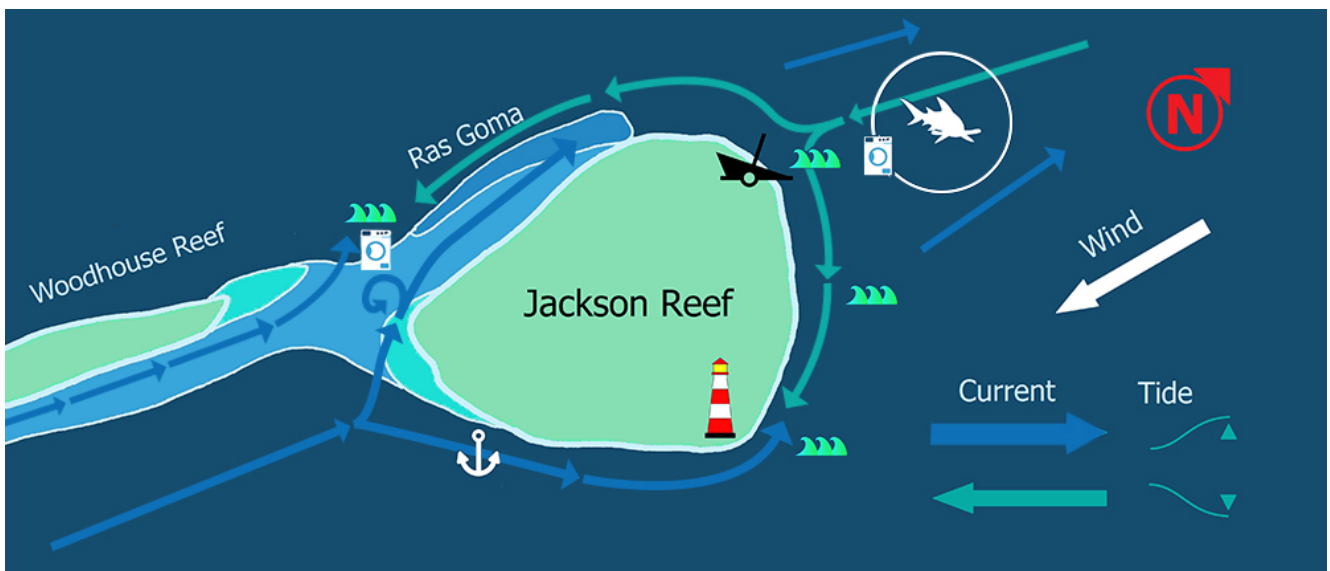 Ras Goma
N
Woodhouse Reef
Wind
Jackson Reef
Current
Tide